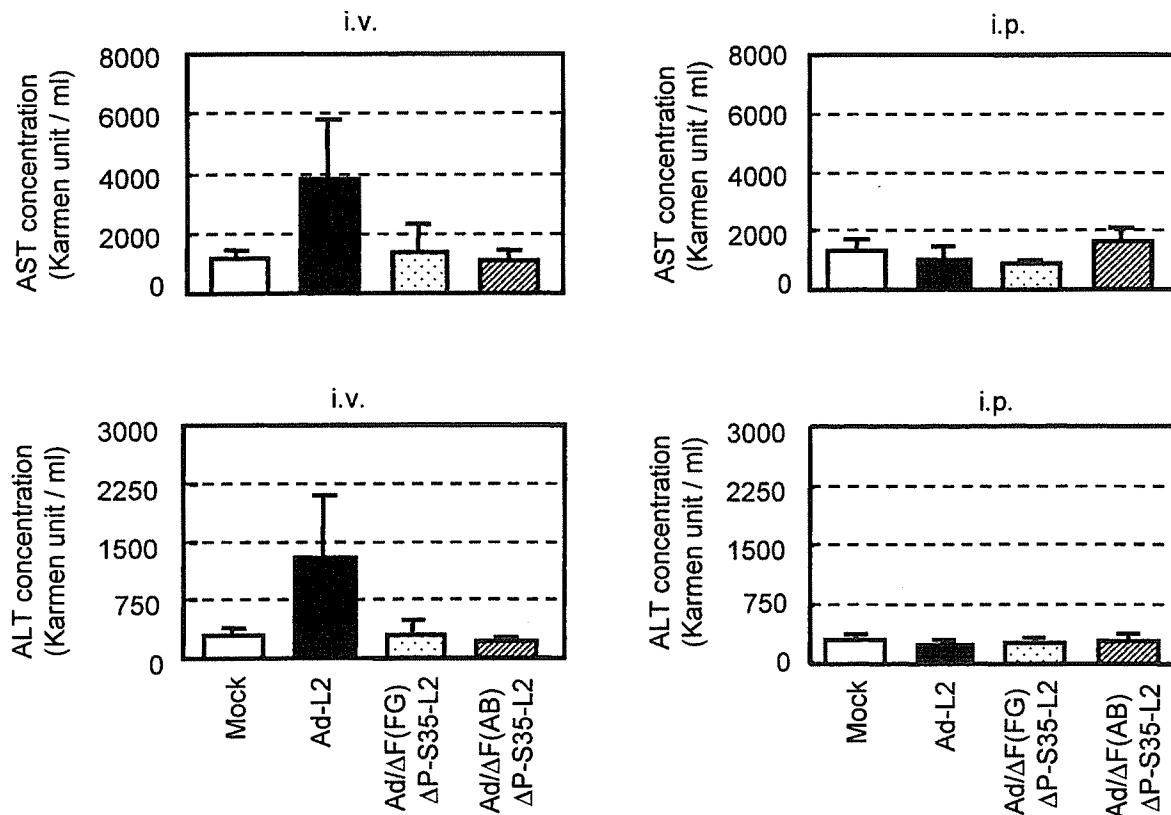 i.v.
AST concentration
(Karmen unit / ml)
8000
6000
4000
2000
0
i.p.
AST concentration
(Karmen unit / ml)
8000
6000
4000
2000
0
i.v.
ALT concentration
(Karmen unit / ml)
3000
2250
1500
750
0
Mock
Ad-L2
Ad/ΔF(FG)
ΔP-S35-L2
Ad/ΔF(AB)
ΔP-S35-L2
i.p.
ALT concentration
(Karmen unit / ml)
3000
2250
1500
750
0
Mock
Ad-L2
Ad/ΔF(FG)
ΔP-S35-L2
Ad/ΔF(AB)
ΔP-S35-L2